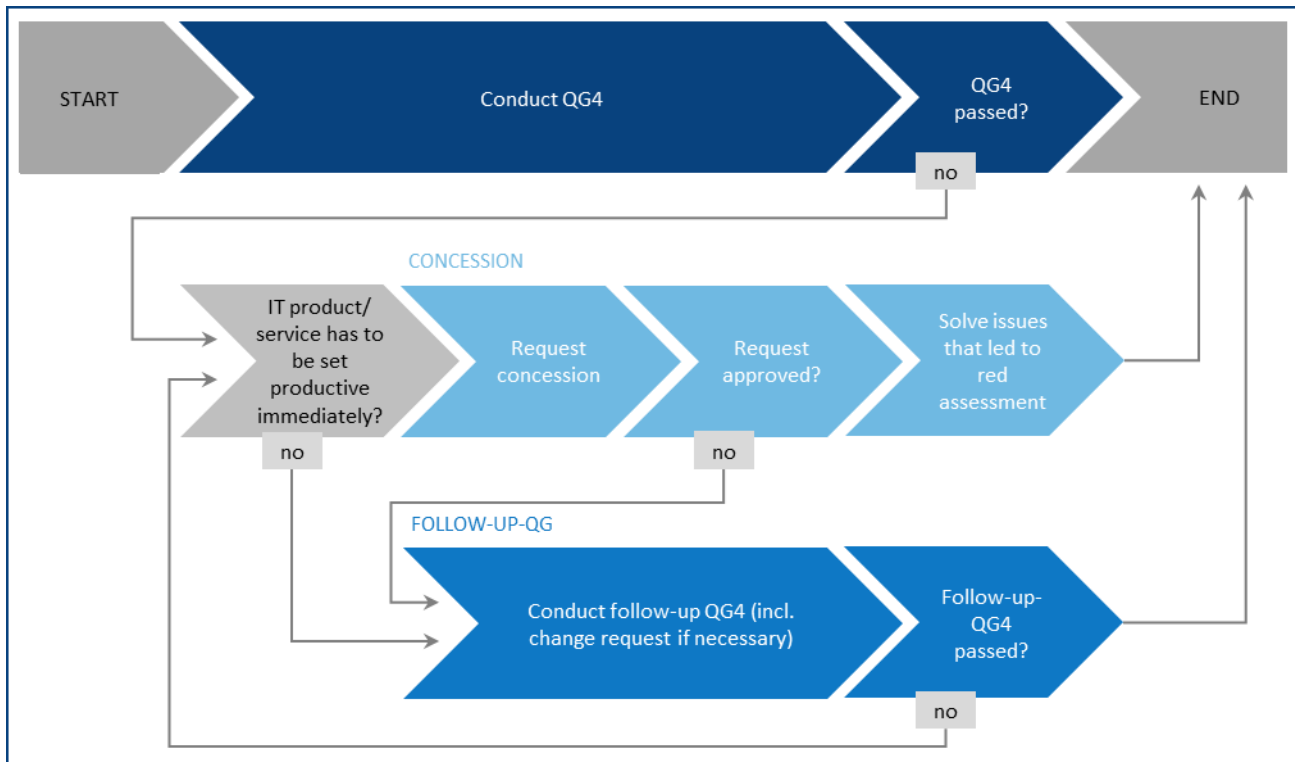 START
Conduct QG4
QG4
passed?
END
no
CONCESSION
IT product/
service has to
be set
productive
immediately?
Request
concession
Request
approved?
Solve issues
that led to
red
assessment
no
no
FOLLOW-UP-QG
Conduct follow-up QG4 (incl.
change request if necessary)
Follow-up-
QG4
passed?
no